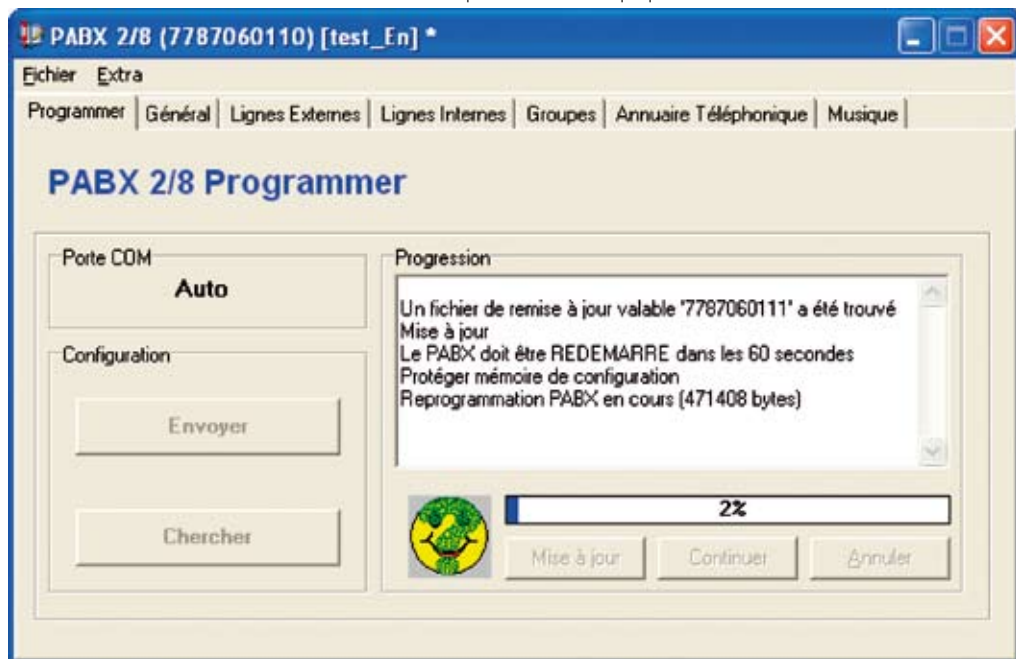 PABX 2/8 (7787060110) [test_En] *
Fichier Extra
Programmer Général Lignes Externes Lignes Internes Groupes Annuaire Téléphonique Musique
PABX 2/8 Programmer
Porte COM
Auto
Configuration
Envoyer
Chercher
Progression
Un fichier de remise à jour valable '7787060111' a été trouvé
Mise à jour
Le PABX doit être REDEMARRE dans les 60 secondes
Protéger mémoire de configuration
Reprogrammation PABX en cours (471408 bytes)
2%
Mise à jour Continuer Annuler